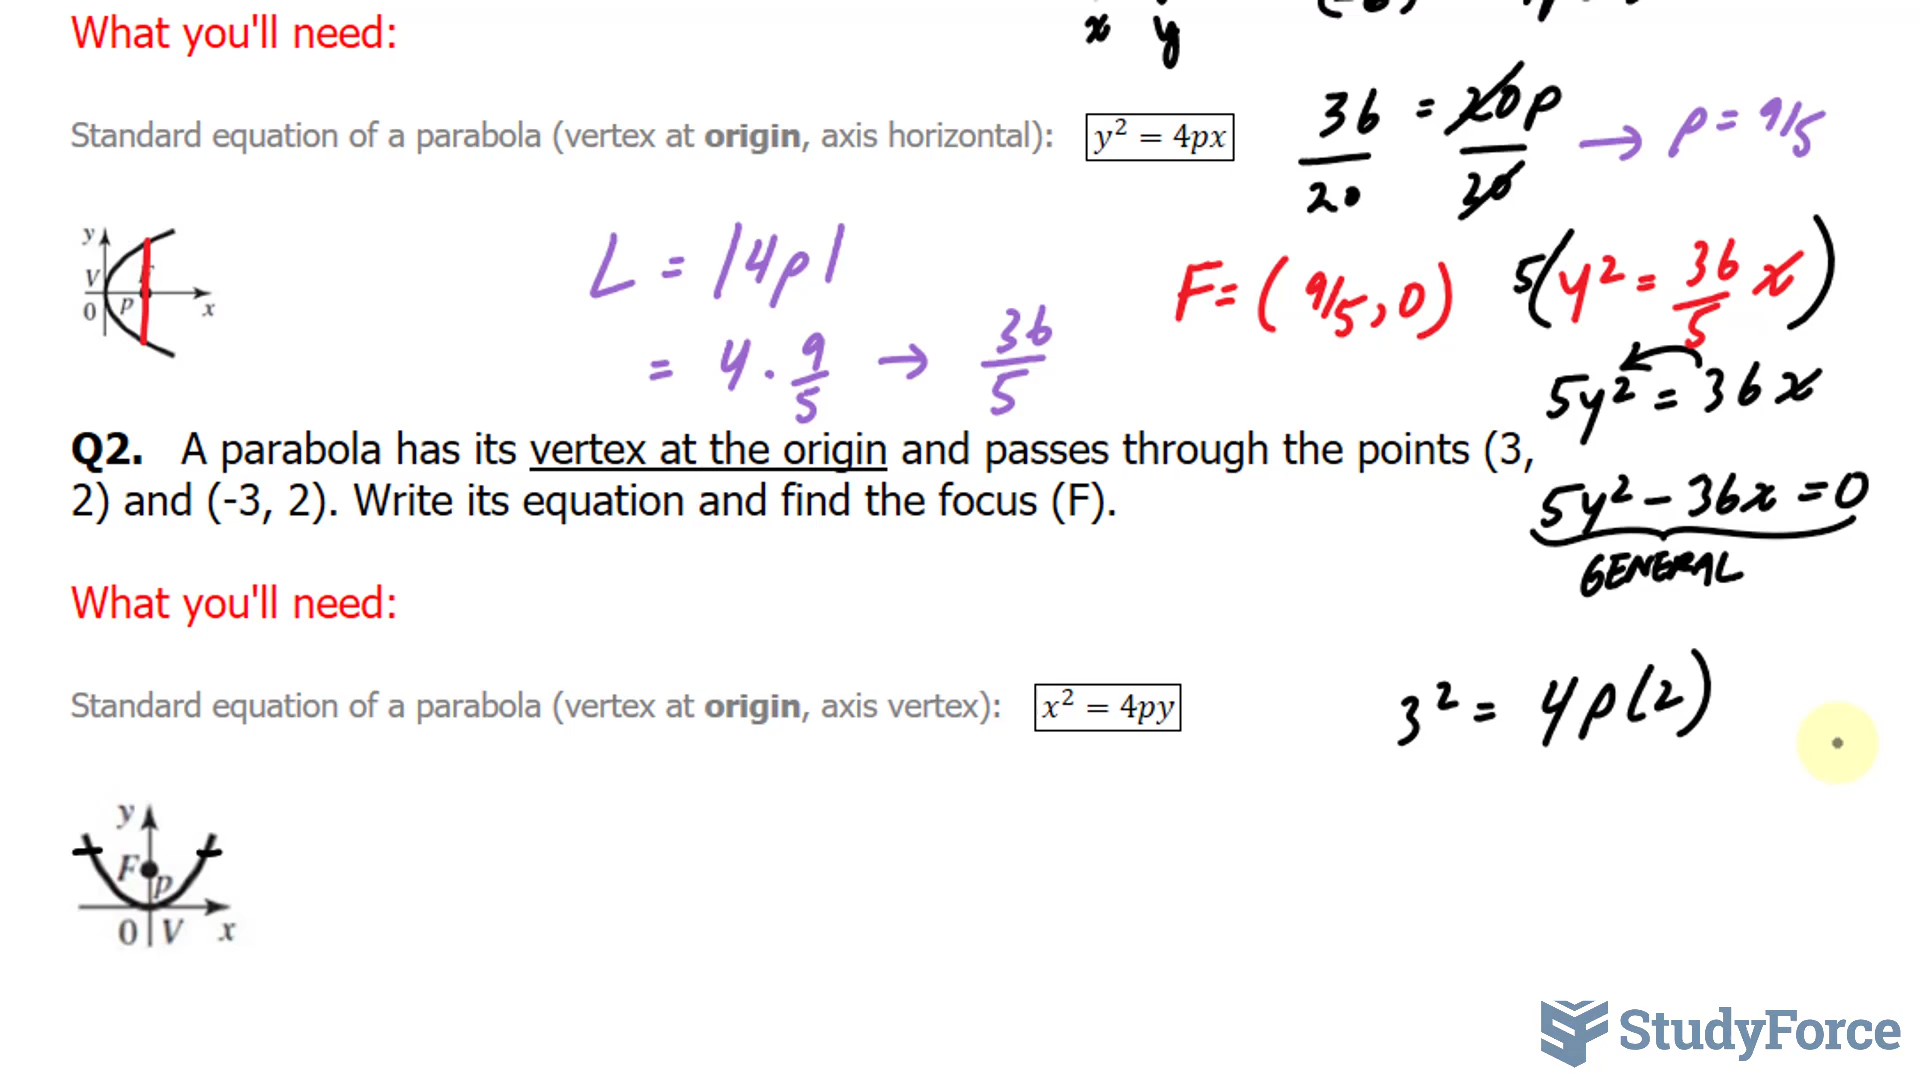 What you'll need:
x y
Standard equation of a parabola (vertex at origin, axis horizontal): y² = 4px
36/20 = 20p/20 → p = 9/5
y
V
0 p x
L = |4p|
= 4 · 9/5 → 36/5
F = (9/5, 0)
5(y² = 36/5 x)
5y² = 36x
5y² - 36x = 0
GENERAL
Q2. A parabola has its vertex at the origin and passes through the points (3,
2) and (-3, 2). Write its equation and find the focus (F).
What you'll need:
Standard equation of a parabola (vertex at origin, axis vertex): x² = 4py
3² = 4p(2)
y
F
p
0 V x
StudyForce